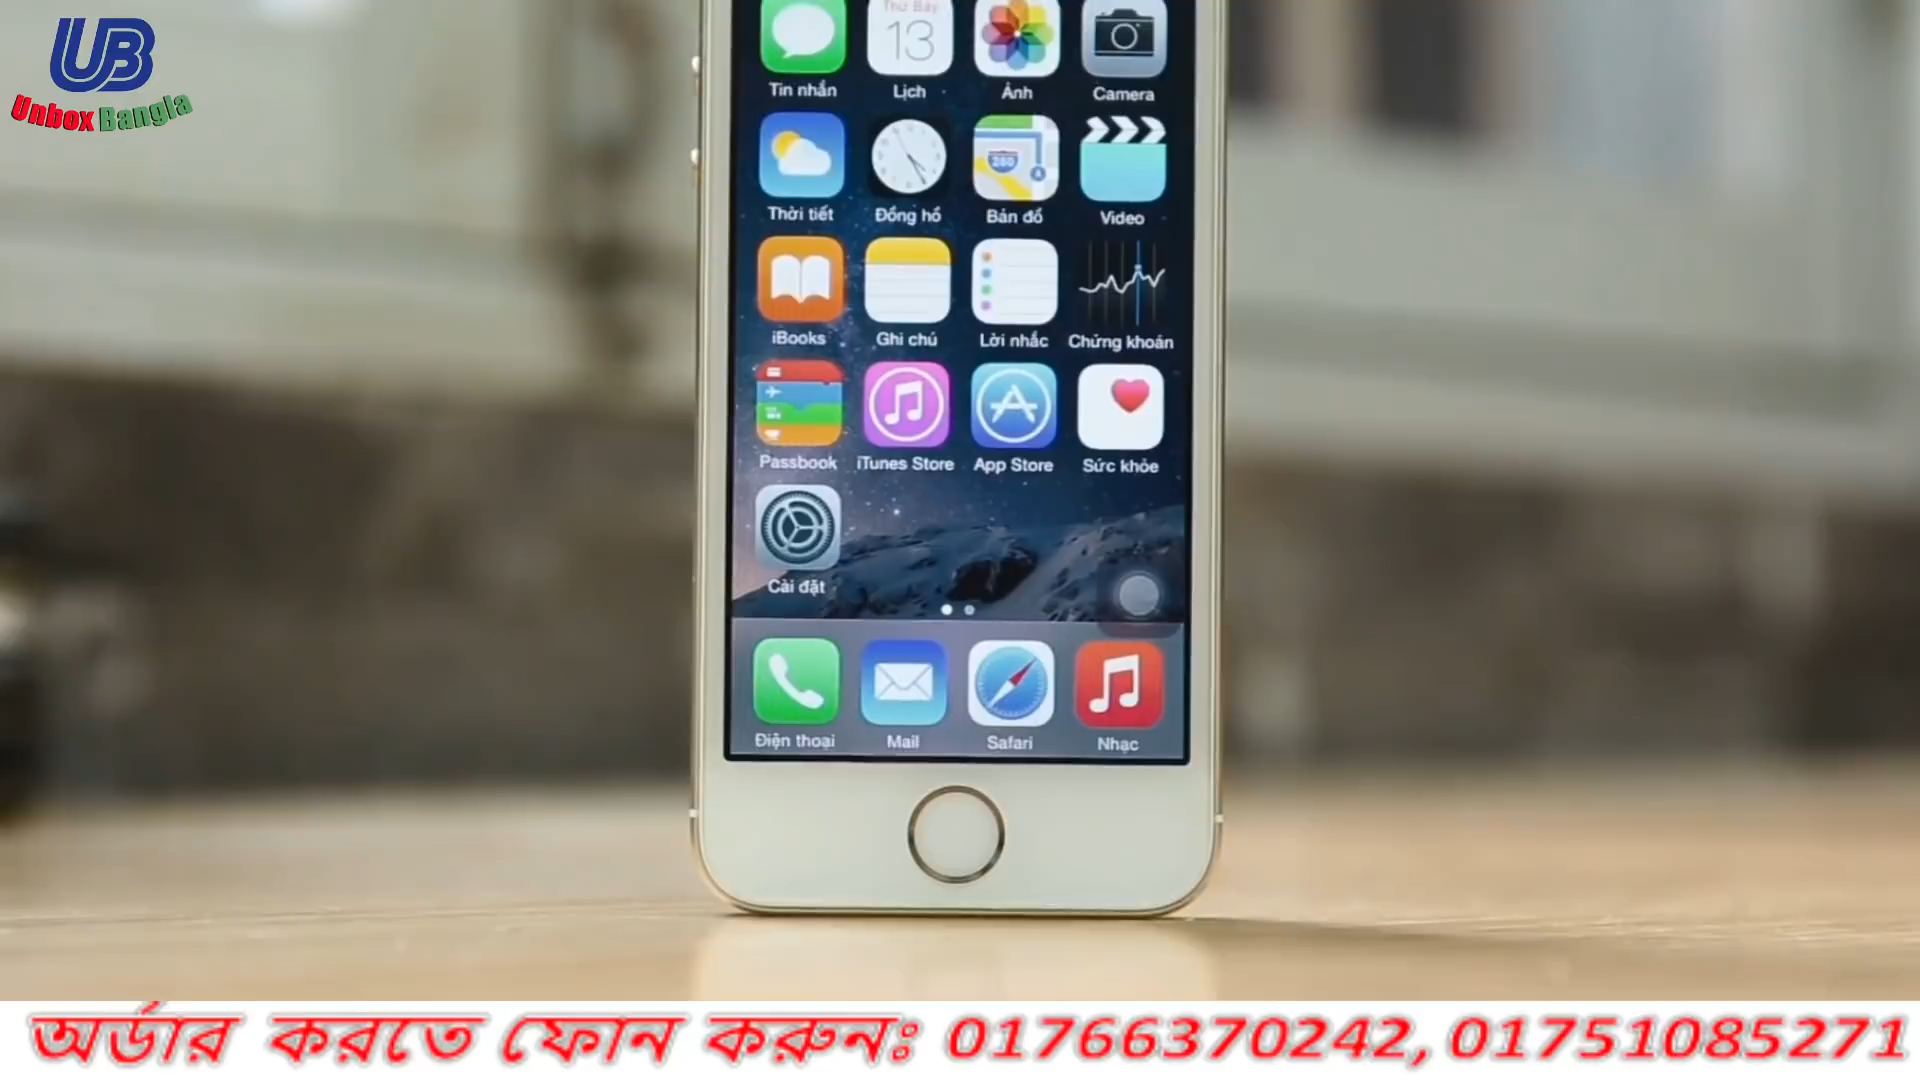 UB
Unbox Bangla
Thứ Bảy
13
Tin nhắn Lịch Ảnh Camera
280
Thời tiết Đồng hồ Bản đồ Video
iBooks Ghi chú Lời nhắc Chứng khoán
Passbook iTunes Store App Store Sức khỏe
Cài đặt
Điện thoại Mail Safari Nhạc
অর্ডার করতে ফোন করুনঃ 01766370242, 01751085271